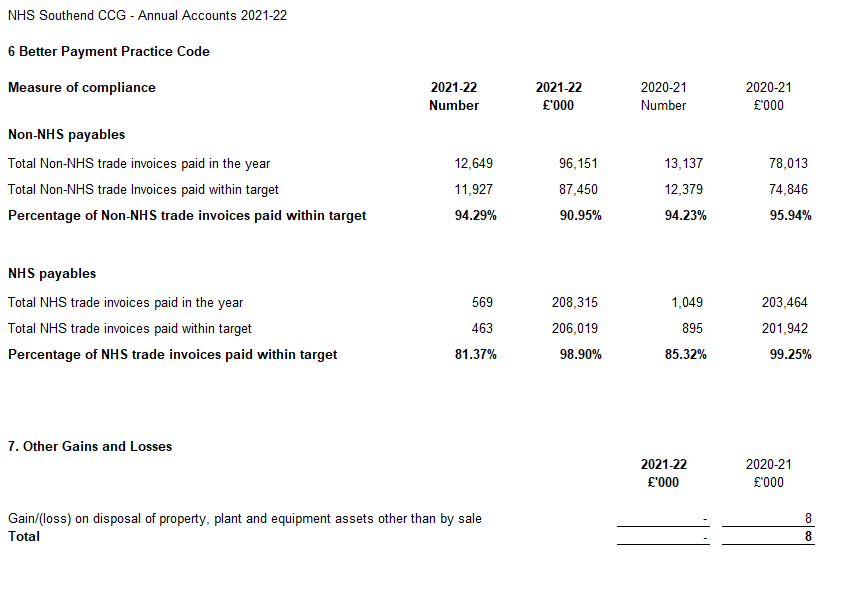 NHS Southend CCG - Annual Accounts 2021-22
6 Better Payment Practice Code
Measure of compliance 2021-22 2021-22 2020-21 2020-21
Number £'000 Number £'000
Non-NHS payables
Total Non-NHS trade invoices paid in the year 12,649 96,151 13,137 78,013
Total Non-NHS trade Invoices paid within target 11,927 87,450 12,379 74,846
Percentage of Non-NHS trade invoices paid within target 94.29% 90.95% 94.23% 95.94%
NHS payables
Total NHS trade invoices paid in the year 569 208,315 1,049 203,464
Total NHS trade invoices paid within target 463 206,019 895 201,942
Percentage of NHS trade invoices paid within target 81.37% 98.90% 85.32% 99.25%
7. Other Gains and Losses
2021-22 2020-21
£'000 £'000
Gain/(loss) on disposal of property, plant and equipment assets other than by sale - 8
Total - 8